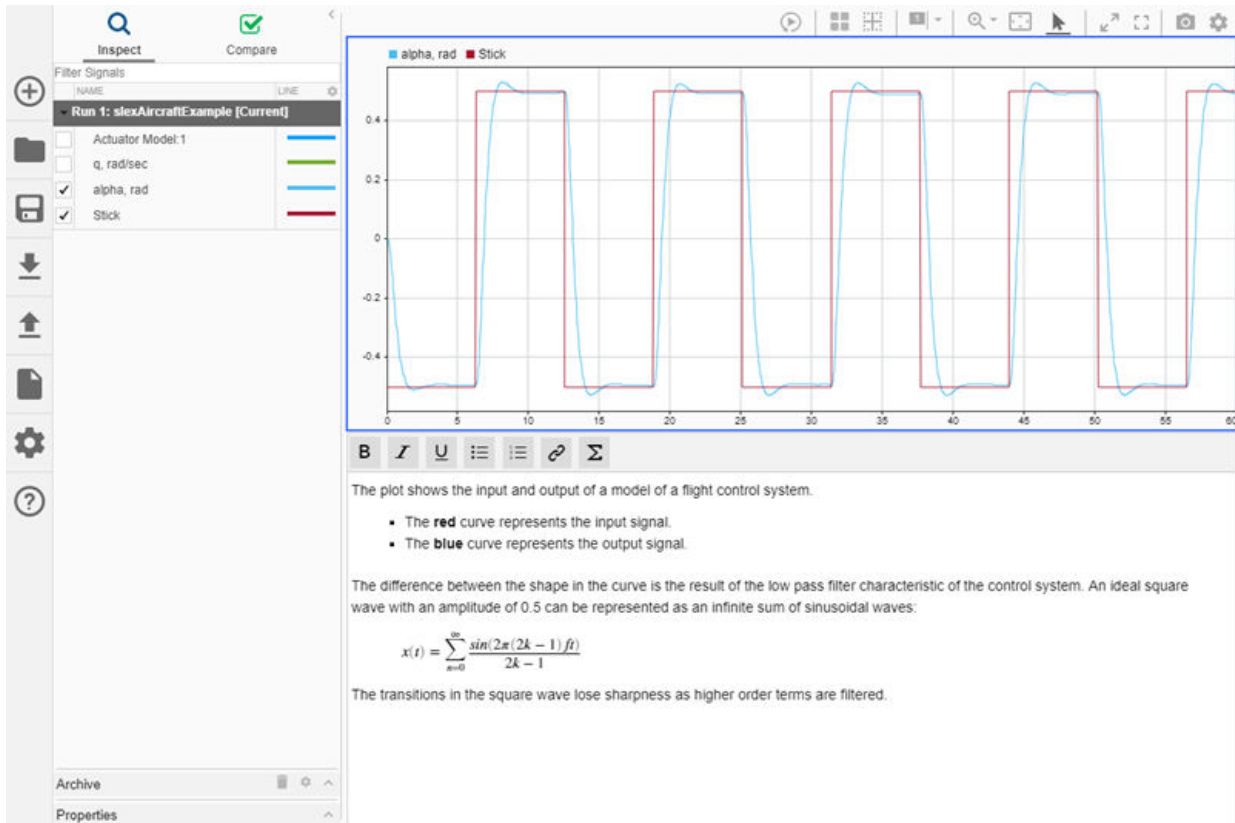 Inspect
Compare
Filter Signals
NAME LINE
Run 1: slexAircraftExample [Current]
Actuator Model:1
q, rad/sec
alpha, rad
Stick
Archive
Properties
1
alpha, rad Stick
0.4
0.2
0
-0.2
-0.4
0 5 10 15 20 25 30 35 40 45 50 55 60
B I U Σ
The plot shows the input and output of a model of a flight control system.
▪ The red curve represents the input signal.
▪ The blue curve represents the output signal.
The difference between the shape in the curve is the result of the low pass filter characteristic of the control system. An ideal square
wave with an amplitude of 0.5 can be represented as an infinite sum of sinusoidal waves:
x(t) = ∑_{n=0}^{∞} sin(2π(2k − 1) ft) / 2k − 1
The transitions in the square wave lose sharpness as higher order terms are filtered.